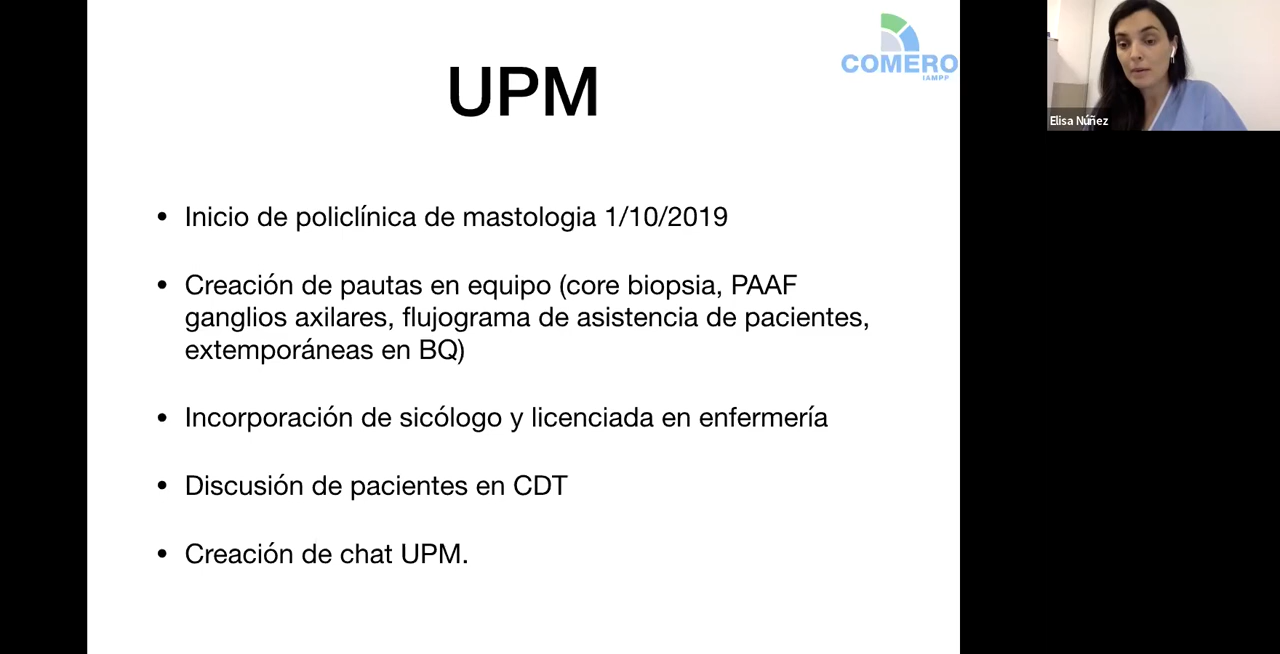 COMERO
IAMPP
UPM
Elisa Núñez
• Inicio de policlínica de mastologia 1/10/2019
• Creación de pautas en equipo (core biopsia, PAAF
ganglios axilares, flujograma de asistencia de pacientes,
extemporáneas en BQ)
• Incorporación de sicólogo y licenciada en enfermería
• Discusión de pacientes en CDT
• Creación de chat UPM.